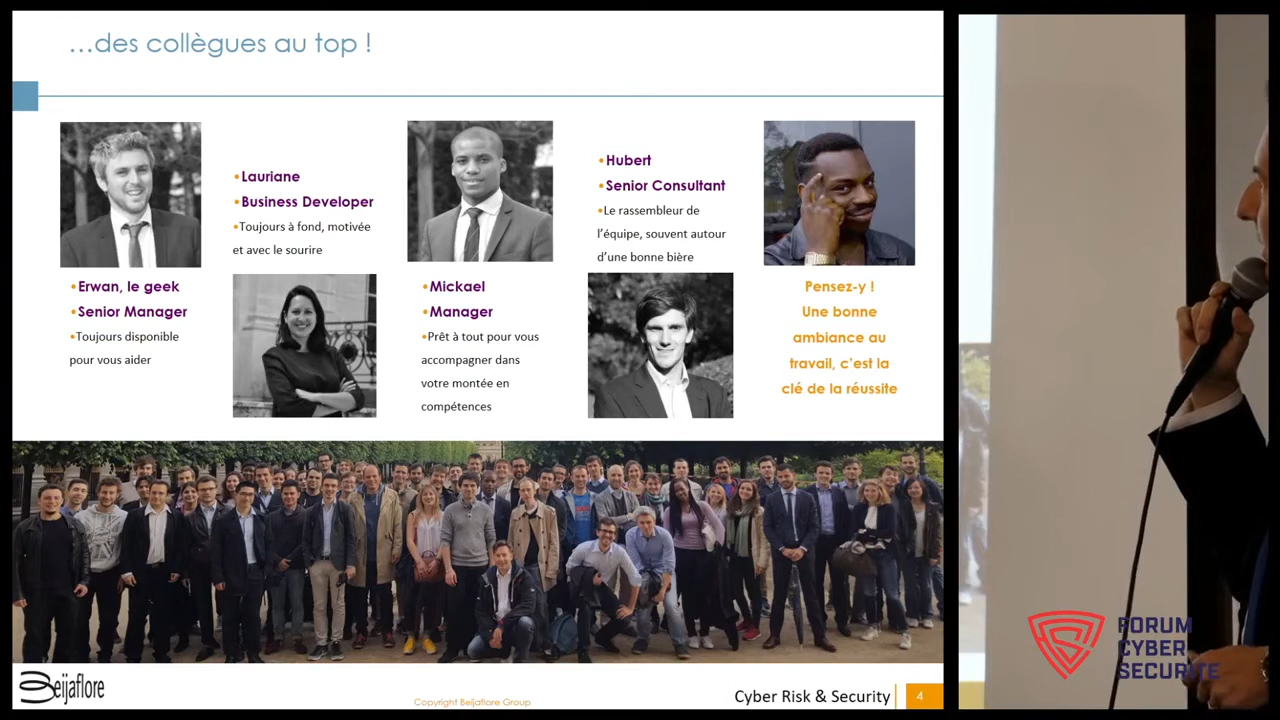 …des collègues au top !
•Erwan, le geek
•Senior Manager
•Toujours disponible
pour vous aider
•Lauriane
•Business Developer
•Toujours à fond, motivée
et avec le sourire
•Mickael
•Manager
•Prêt à tout pour vous
accompagner dans
votre montée en
compétences
•Hubert
•Senior Consultant
•Le rassembleur de
l’équipe, souvent autour
d’une bonne bière
Pensez-y !
Une bonne
ambiance au
travail, c’est la
clé de la réussite
Beijaflore
Copyright Beijaflore Group
Cyber Risk & Security
4
FORUM
CYBER
SECURITE